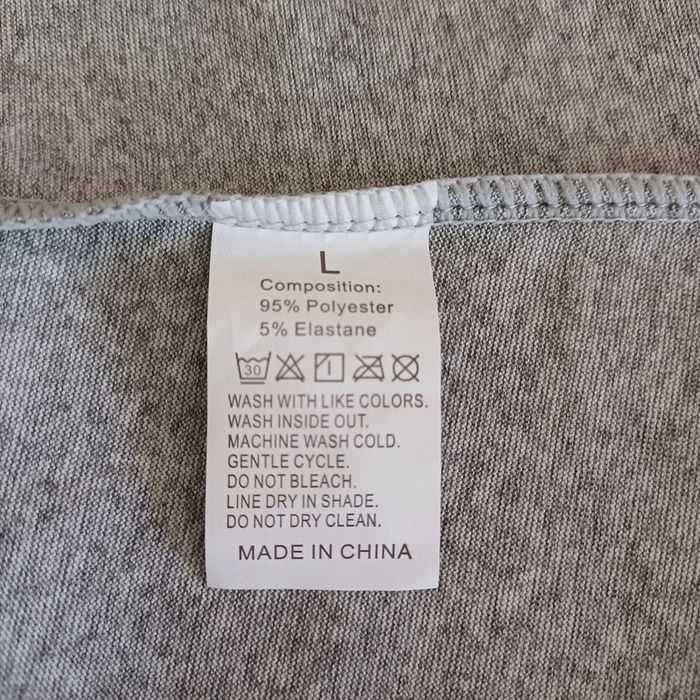 L
Composition:
95% Polyester
5% Elastane
30
WASH WITH LIKE COLORS.
WASH INSIDE OUT.
MACHINE WASH COLD.
GENTLE CYCLE.
DO NOT BLEACH.
LINE DRY IN SHADE.
DO NOT DRY CLEAN.
MADE IN CHINA